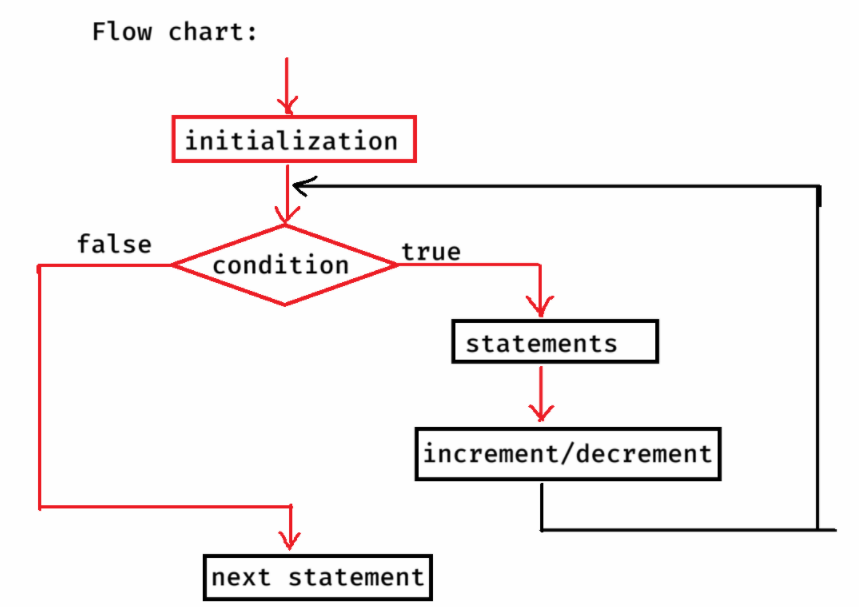 Flow chart:
initialization
false
true
condition
statements
increment/decrement
next statement